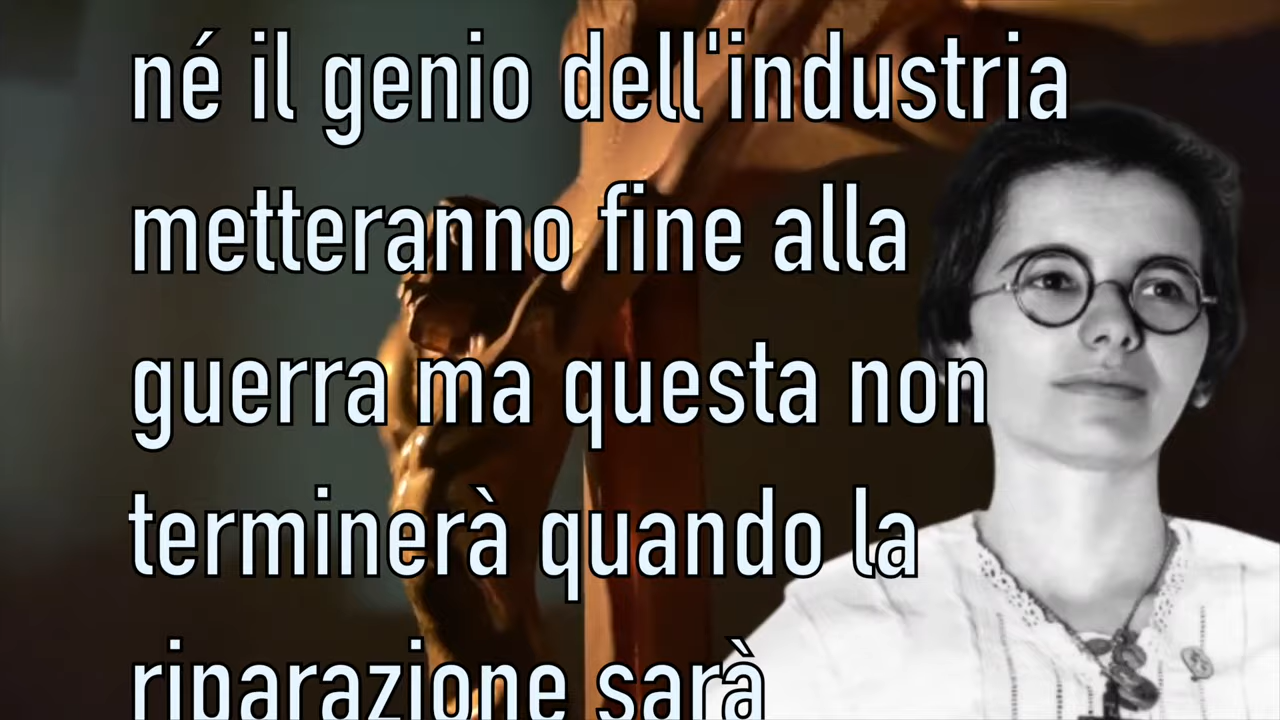 né il genio dell'industria
metteranno fine alla
guerra ma questa non
terminerà quando la
riparazione sarà